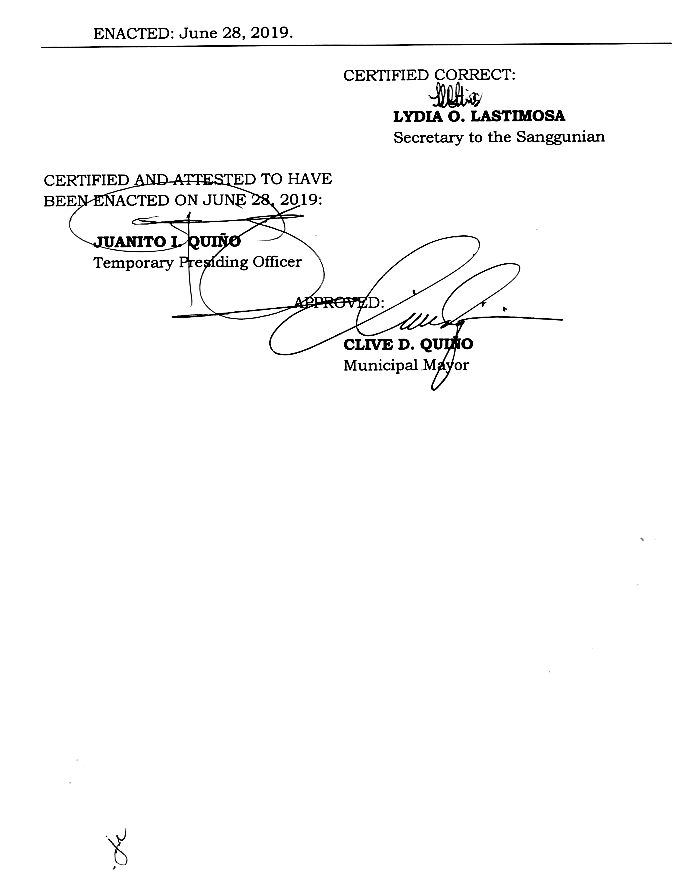 ENACTED: June 28, 2019.
CERTIFIED CORRECT:
LYDIA O. LASTIMOSA
Secretary to the Sanggunian
CERTIFIED AND ATTESTED TO HAVE
BEEN ENACTED ON JUNE 28, 2019:
JUANITO I. QUIÑO
Temporary Presiding Officer
APPROVED:
CLIVE D. QUIÑO
Municipal Mayor